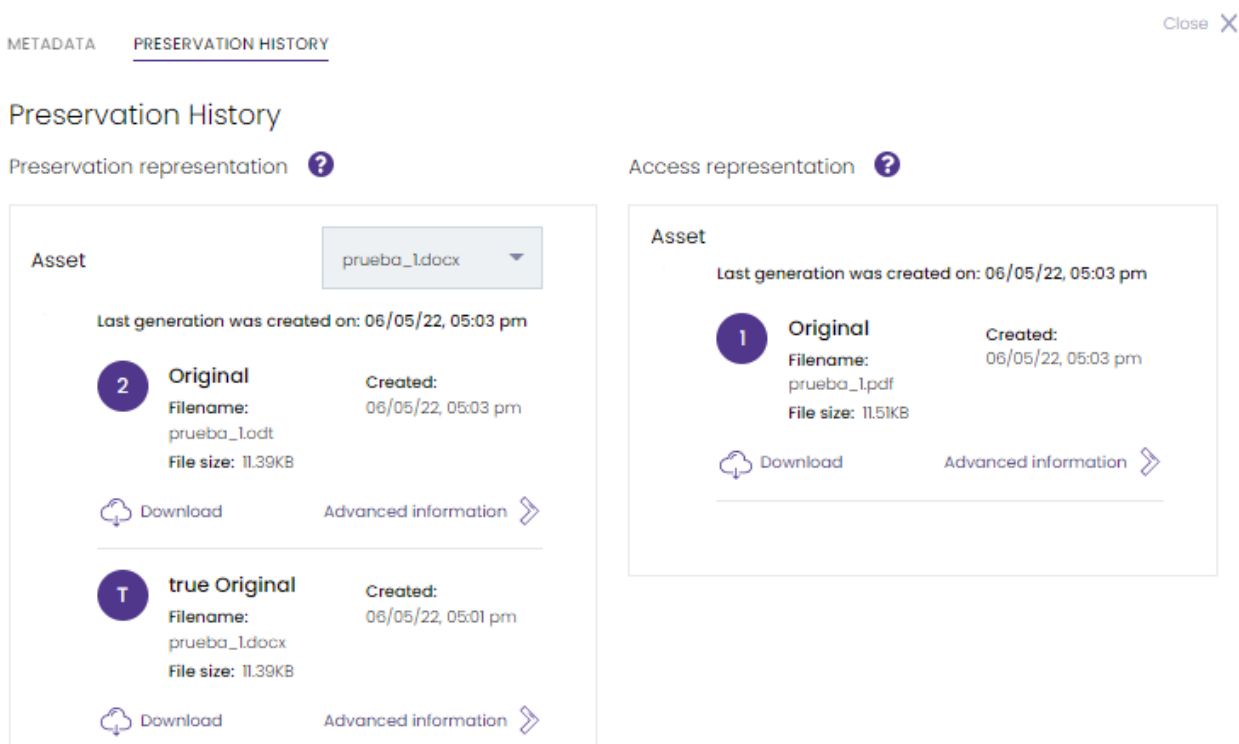 Close
METADATA PRESERVATION HISTORY
Preservation History
Preservation representation ?
Asset prueba_1.docx
Last generation was created on: 06/05/22, 05:03 pm
2 Original Created:
Filename: 06/05/22, 05:03 pm
prueba_1.odt
File size: 11.39KB
Download Advanced information
T true Original Created:
Filename: 06/05/22, 05:01 pm
prueba_1.docx
File size: 11.39KB
Download Advanced information
Access representation ?
Asset
Last generation was created on: 06/05/22, 05:03 pm
1 Original Created:
Filename: 06/05/22, 05:03 pm
prueba_1.pdf
File size: 11.51KB
Download Advanced information